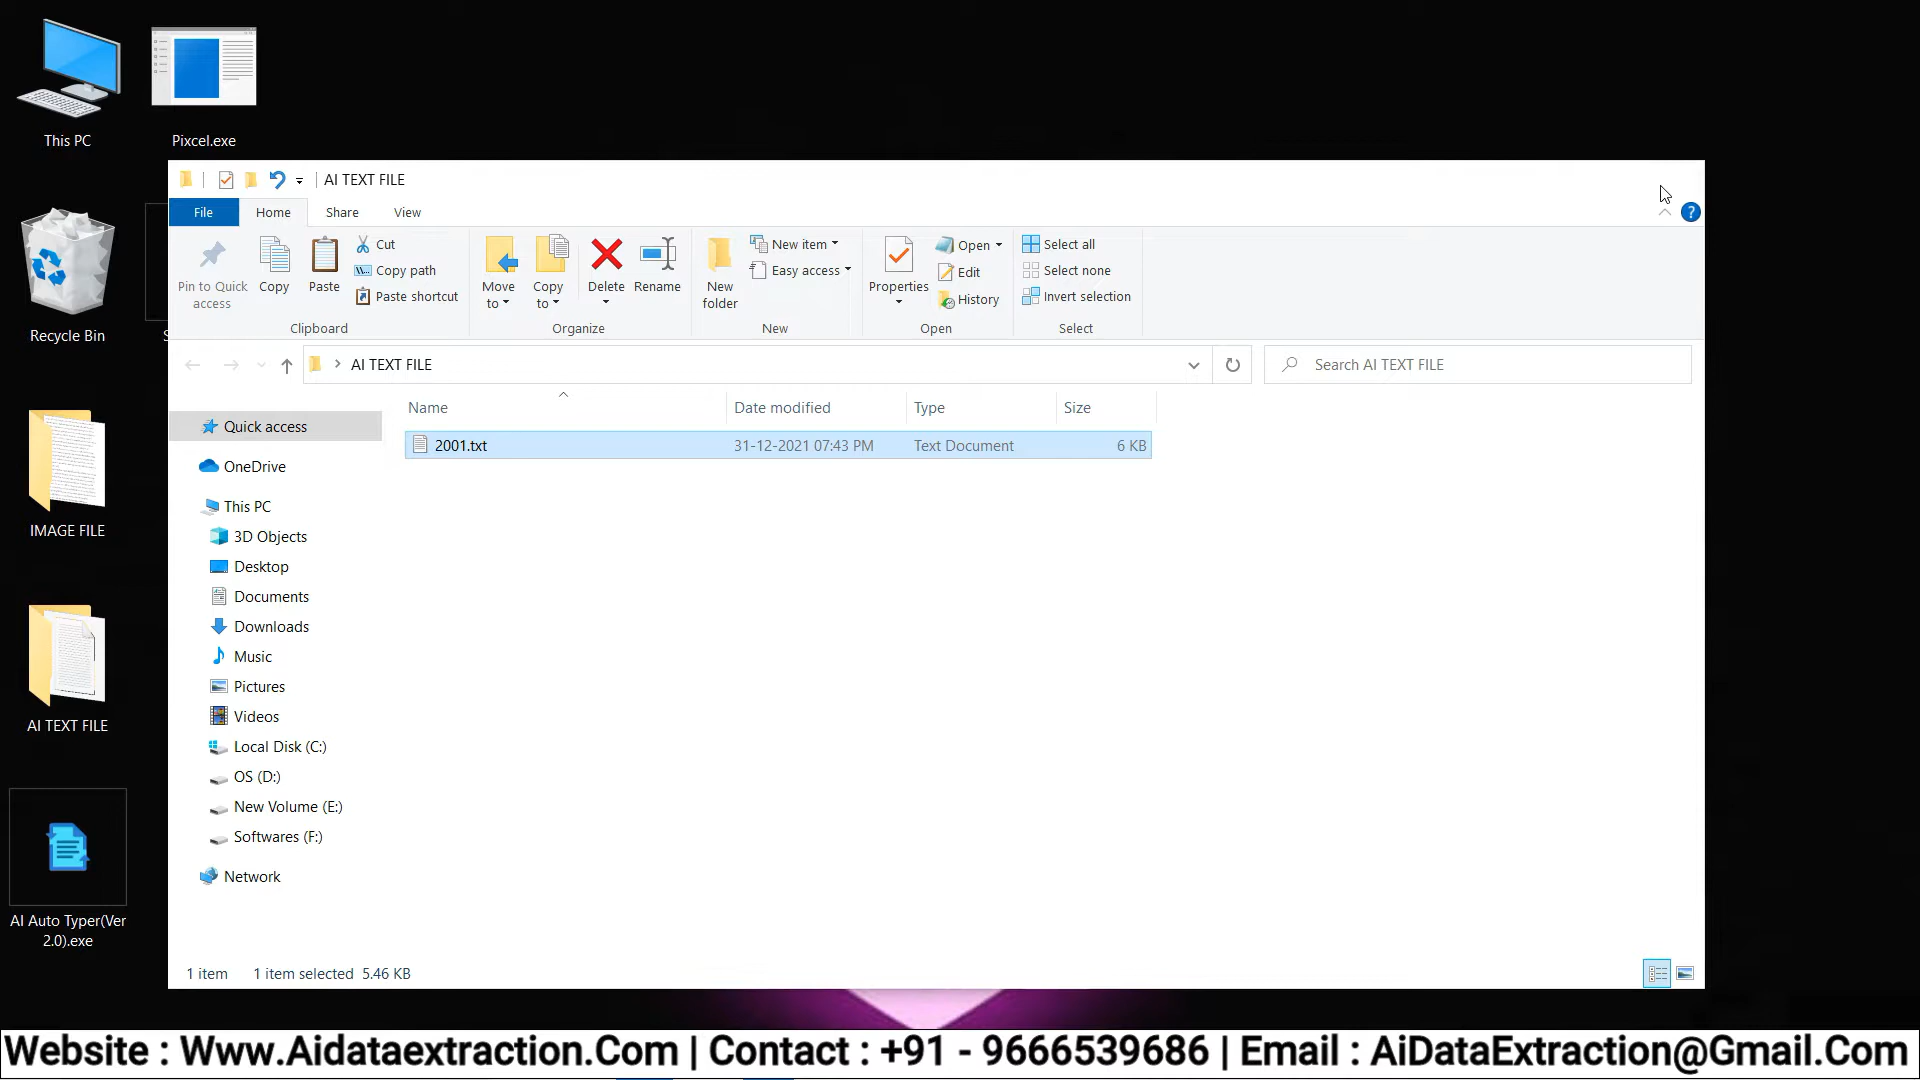 This PC
Pixcel.exe
Recycle Bin
IMAGE FILE
AI TEXT FILE
AI Auto Typer(Ver
2.0).exe
AI TEXT FILE
File Home Share View
Pin to Quick
access
Copy
Paste
Cut
Copy path
Paste shortcut
Clipboard
Move
to
Copy
to
Delete
Rename
Organize
New
folder
New item
Easy access
New
Properties
Open
Edit
History
Open
Select all
Select none
Invert selection
Select
AI TEXT FILE
Search AI TEXT FILE
Name Date modified Type Size
2001.txt 31-12-2021 07:43 PM Text Document 6 KB
Quick access
OneDrive
This PC
3D Objects
Desktop
Documents
Downloads
Music
Pictures
Videos
Local Disk (C:)
OS (D:)
New Volume (E:)
Softwares (F:)
Network
1 item 1 item selected 5.46 KB
Website : Www.Aidataextraction.Com | Contact : +91 - 9666539686 | Email : AiDataExtraction@Gmail.Com